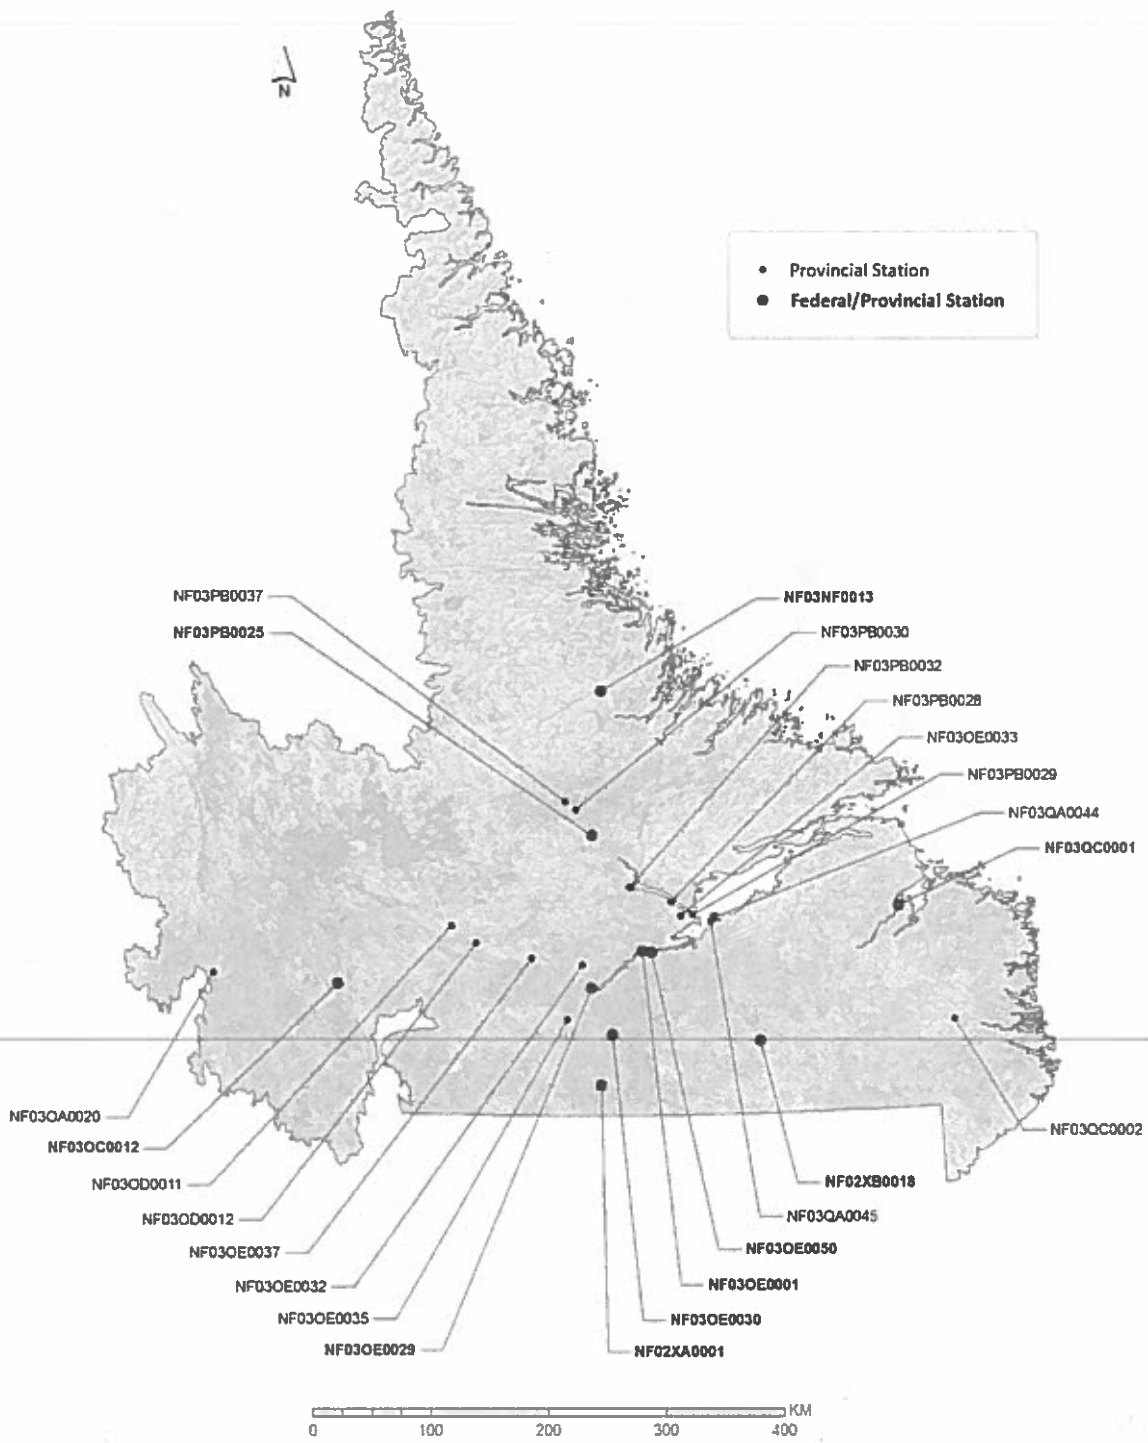 N
Provincial Station
Federal/Provincial Station
NF03PB0037
NF03NF0013
NF03PB0025
NF03PB0030
NF03PB0032
NF03PB0028
NF03OE0033
NF03PB0029
NF03QA0044
NF03QC0001
NF03OA0020
NF03OC0012
NF03QC0002
NF03OD0011
NF02XB0018
NF03OD0012
NF03QA0045
NF03OE0037
NF03OE0050
NF03OE0032
NF03OE0001
NF03OE0035
NF03OE0030
NF03OE0029
NF02XA0001
KM
0 100 200 300 400